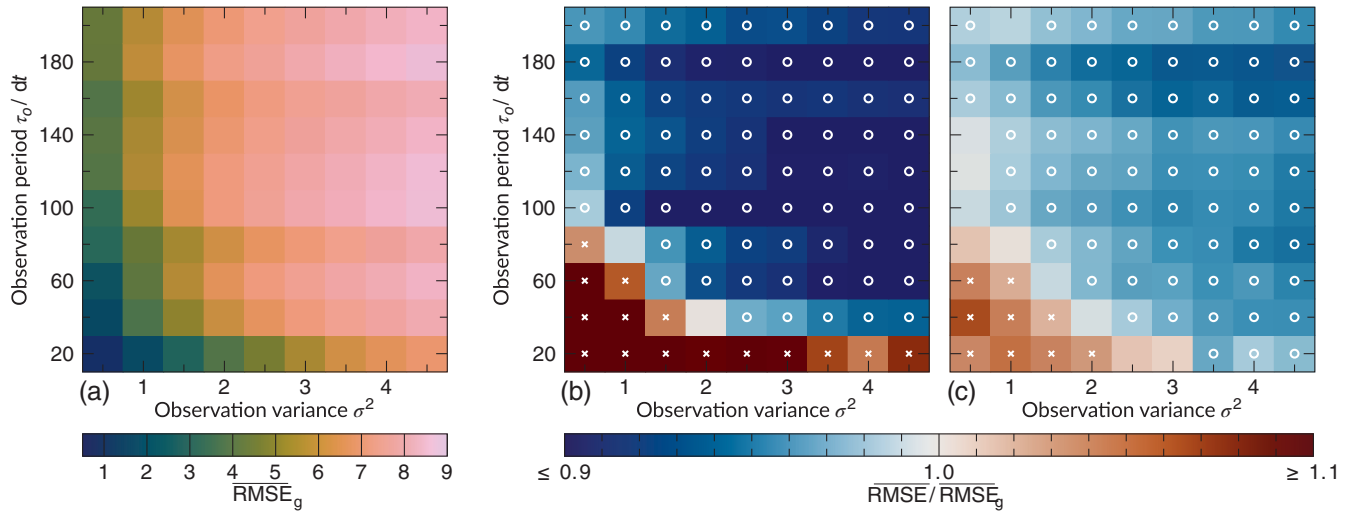 Observation period τₒ/ dt
180
140
100
60
20
1 2 3 4
(a)
Observation variance σ²
1 2 3 4 5 6 7 8 9
RMSE_g
Observation period τₒ/ dt
180
140
100
60
20
1 2 3 4
(b)
Observation variance σ²
1 2 3 4
(c)
Observation variance σ²
≤ 0.9 1.0 ≥ 1.1
RMSE/RMSE_g